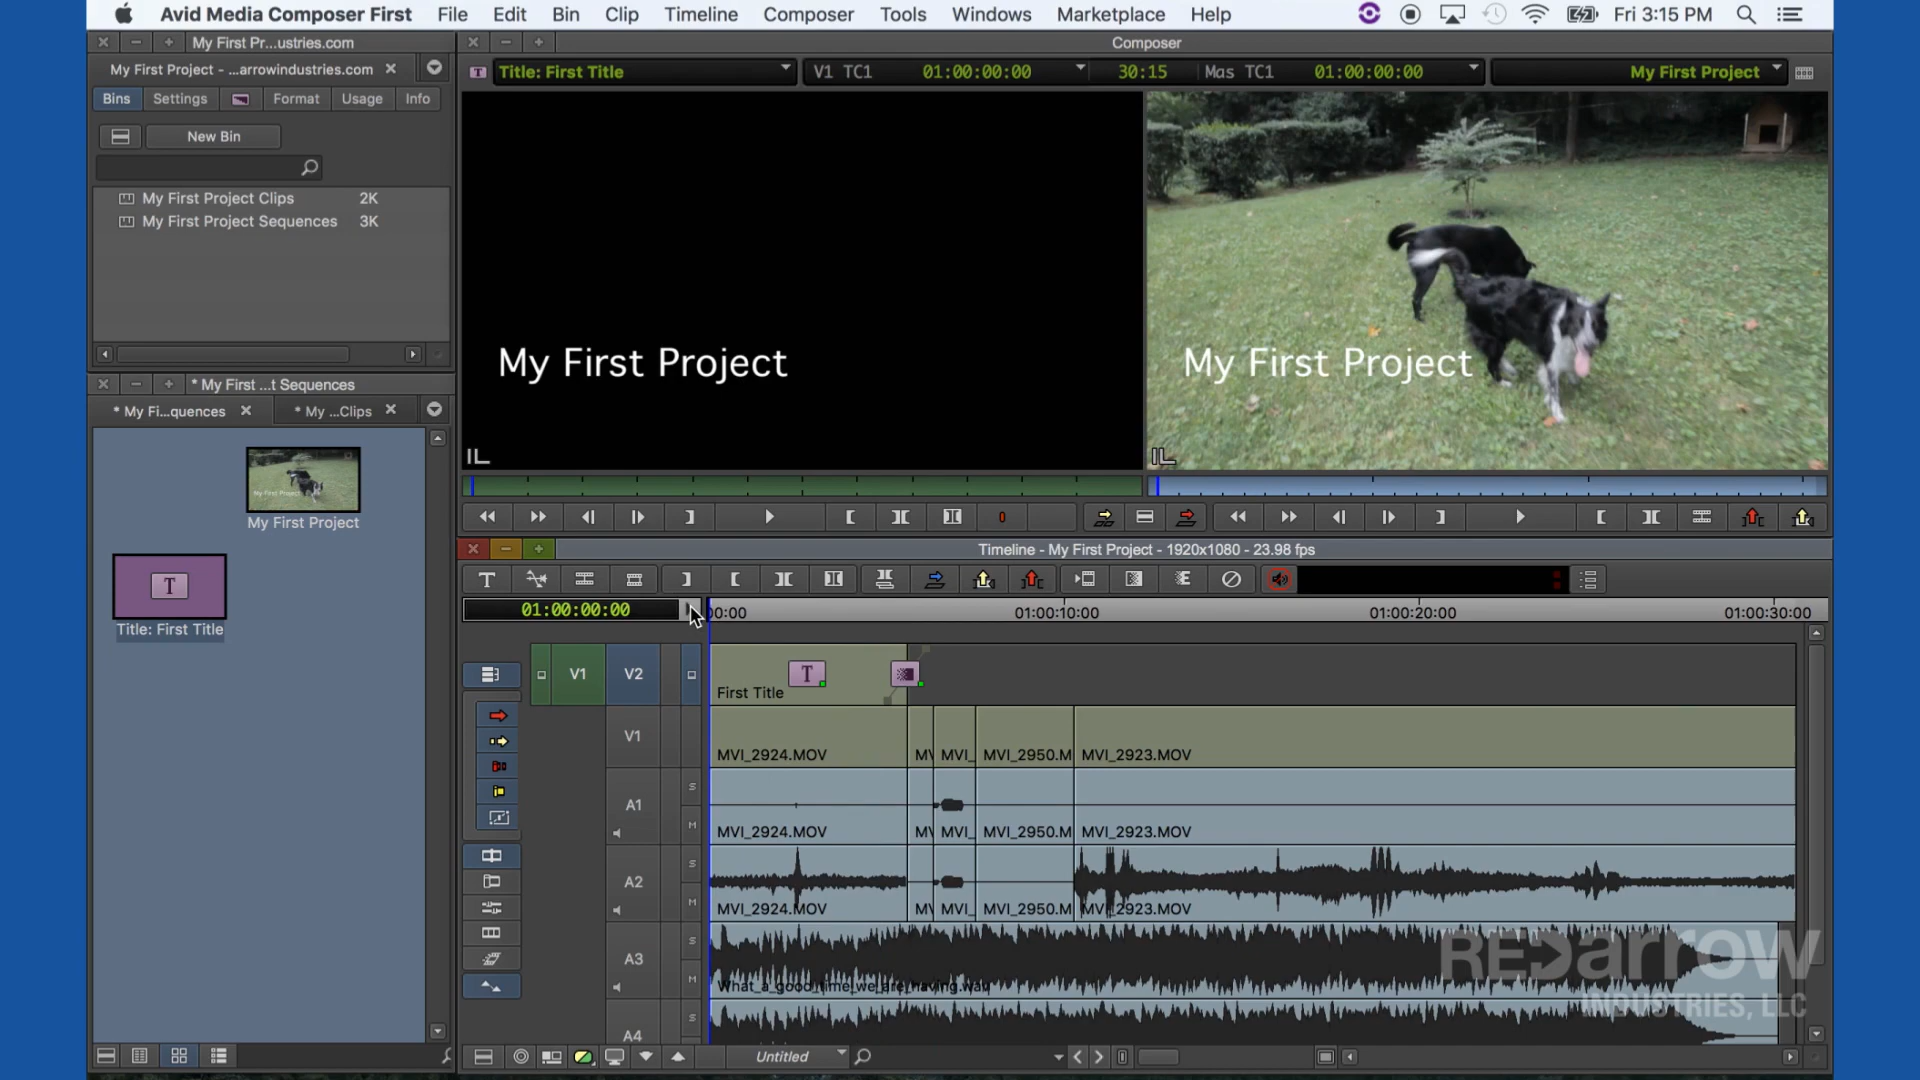 Avid Media Composer First File Edit Bin Clip Timeline Composer Tools Windows Marketplace Help Fri 3:15 PM
My First Pr...ustries.com
Composer
My First Project - ...arrowindustries.com
Title: First Title V1 TC1 01:00:00:00 30:15 Mas TC1 01:00:00:00 My First Project
Bins Settings Format Usage Info
New Bin
My First Project Clips 2K
My First Project Sequences 3K
My First Project
My First Project
* My First ...t Sequences
* My Fi...quences * My ...Clips
My First Project
Title: First Title
Timeline - My First Project - 1920x1080 - 23.98 fps
01:00:00:00 00:00 01:00:10:00 01:00:20:00 01:00:30:00
V1 V2 First Title
V1 MVI_2924.MOV MVI_ MVI_2950.M MVI_2923.MOV
A1 S M MVI_2924.MOV MVI_ MVI_2950.M MVI_2923.MOV
A2 S M MVI_2924.MOV MVI_ MVI_2950.M MVI_2923.MOV
A3 S M What_a_good_time_we_are_having.wav
A4 S
REDarrow
INDUSTRIES, LLC
Untitled